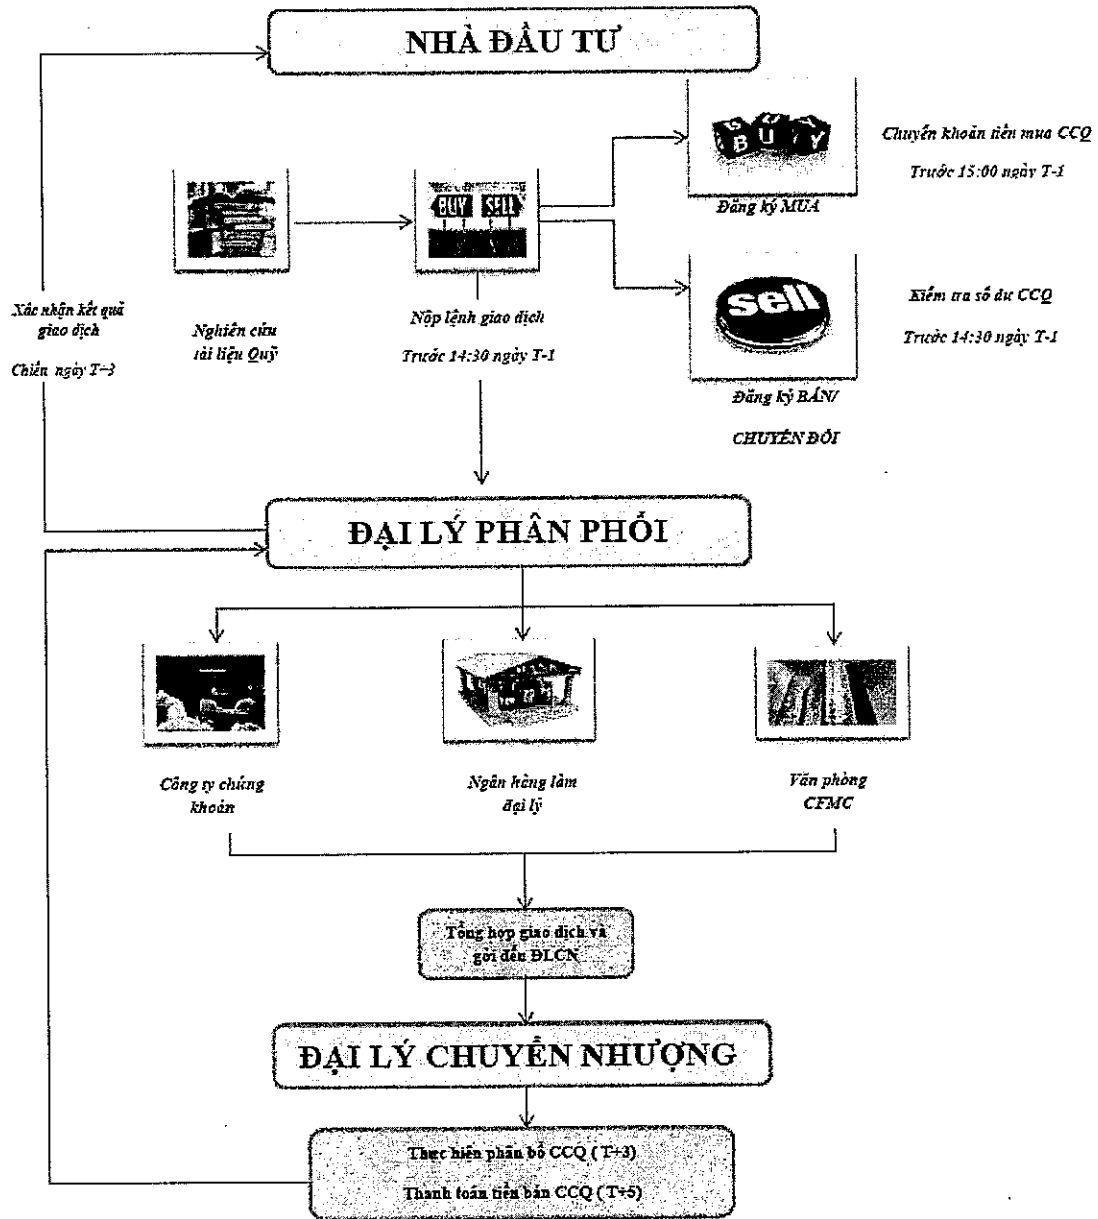 NHÀ ĐẦU TƯ
BUY
Chuyển khoản tiền mua CCQ
Trước 15:00 ngày T-1
Đăng ký MUA
BUY SELL
Nghiên cứu
tài liệu Quỹ
Nộp lệnh giao dịch
Trước 14:30 ngày T-1
sell
Kiểm tra số dư CCQ
Trước 14:30 ngày T-1
Đăng ký BÁN/
CHUYỂN ĐỔI
Xác nhận kết quả
giao dịch
Chiều ngày T+3
ĐẠI LÝ PHÂN PHỐI
Công ty chứng
khoán
Ngân hàng làm
đại lý
Văn phòng
CFMC
Tổng hợp giao dịch và
gởi đến ĐLCN
ĐẠI LÝ CHUYỂN NHƯỢNG
Thực hiện phân bổ CCQ ( T+3)
Thanh toán tiền bán CCQ ( T+5)